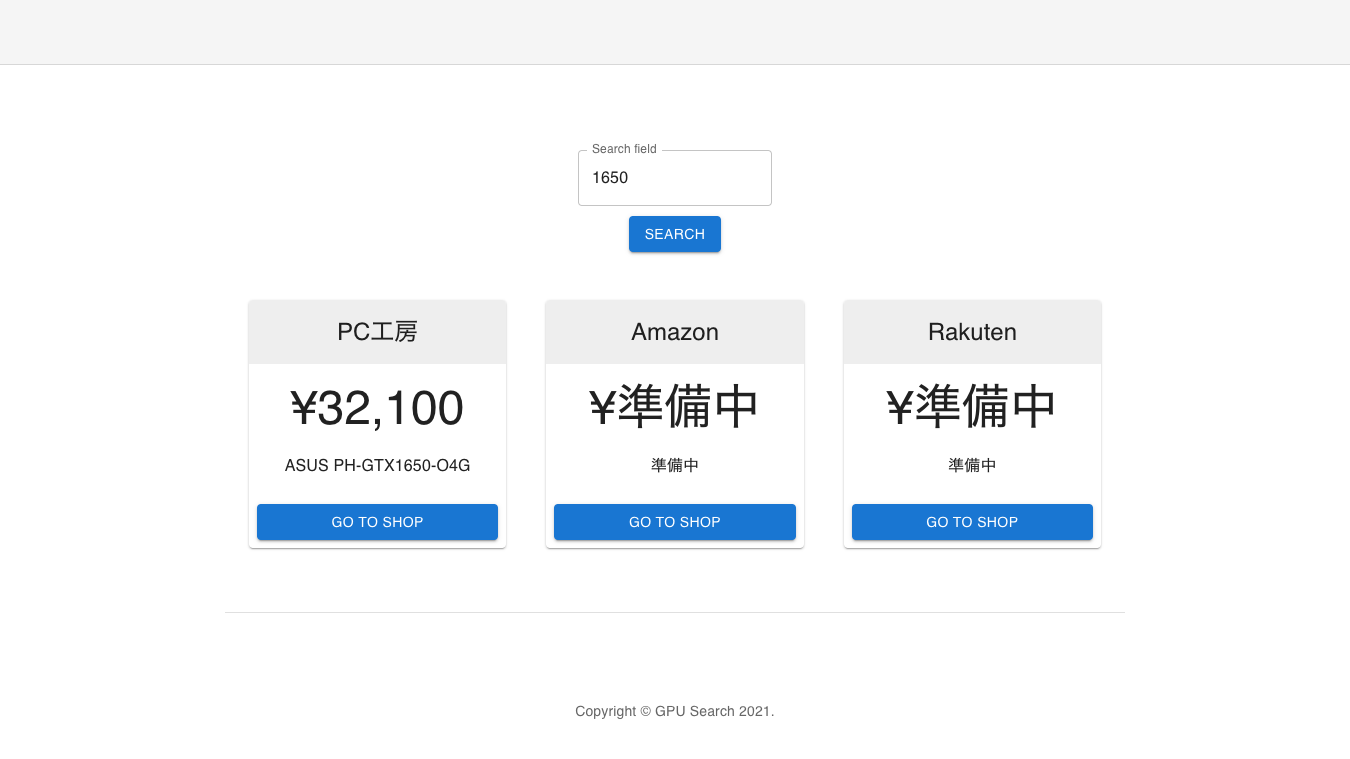 Search field
1650
SEARCH
PC工房
¥32,100
ASUS PH-GTX1650-O4G
GO TO SHOP
Amazon
¥準備中
準備中
GO TO SHOP
Rakuten
¥準備中
準備中
GO TO SHOP
Copyright © GPU Search 2021.